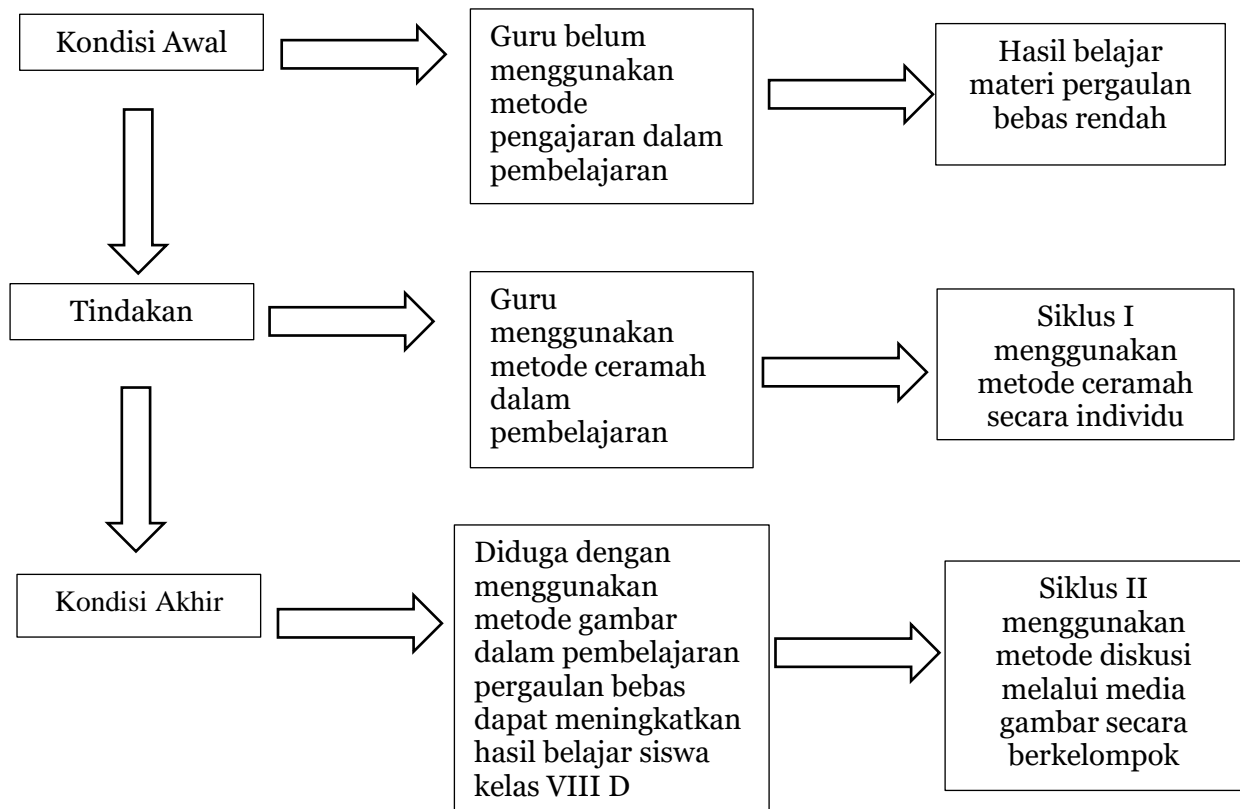 Kondisi Awal
Guru belum
menggunakan
metode
pengajaran dalam
pembelajaran
Hasil belajar
materi pergaulan
bebas rendah
Tindakan
Guru
menggunakan
metode ceramah
dalam
pembelajaran
Siklus I
menggunakan
metode ceramah
secara individu
Kondisi Akhir
Diduga dengan
menggunakan
metode gambar
dalam pembelajaran
pergaulan bebas
dapat meningkatkan
hasil belajar siswa
kelas VIII D
Siklus II
menggunakan
metode diskusi
melalui media
gambar secara
berkelompok